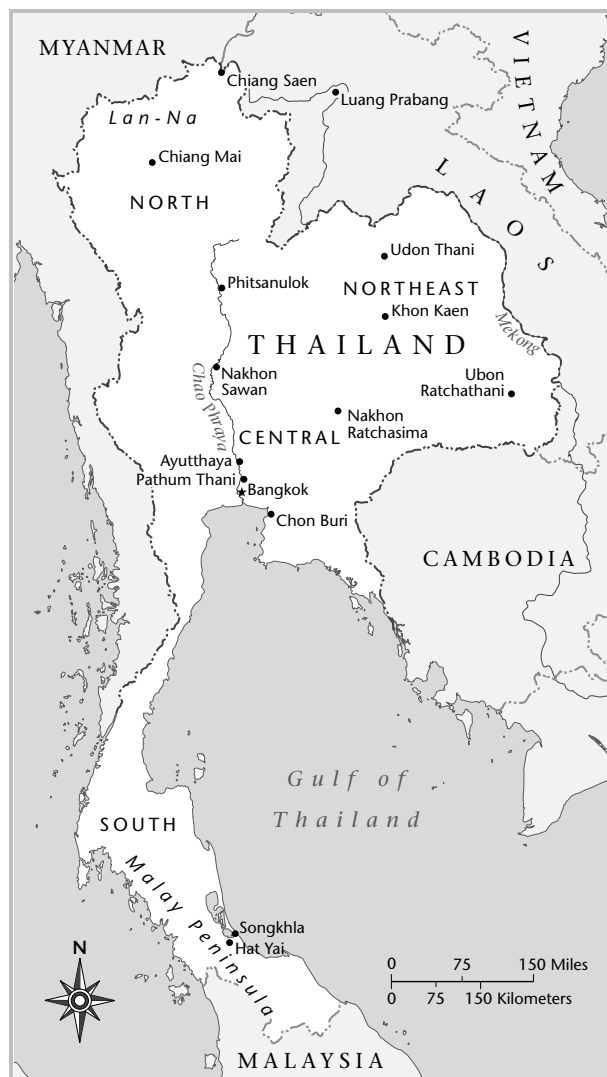 MYANMAR
VIETNAM
Chiang Saen
Luang Prabang
Lan-Na
Chiang Mai
LAOS
NORTH
Udon Thani
Phitsanulok
NORTHEAST
Khon Kaen
Mekong
THAILAND
Nakhon
Sawan
Chao Phraya
Ubon
Ratchathani
Nakhon
Ratchasima
CENTRAL
Ayutthaya
Pathum Thani
Bangkok
Chon Buri
CAMBODIA
Gulf of
Thailand
SOUTH
Malay Peninsula
Songkhla
Hat Yai
N
0 75 150 Miles
0 75 150 Kilometers
MALAYSIA